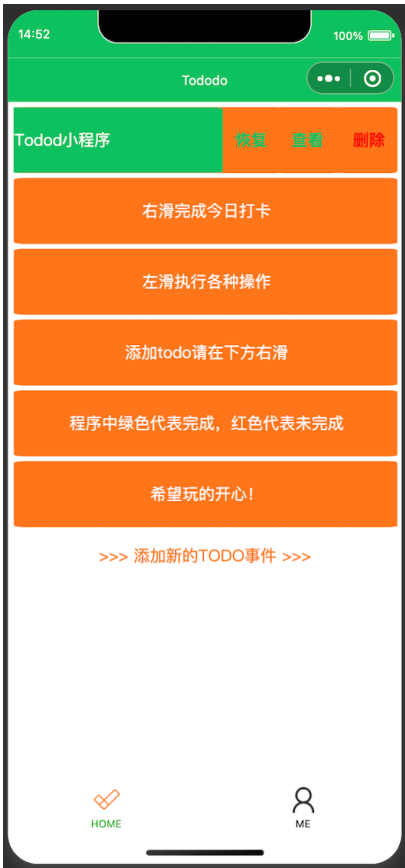 14:52
100%
Tododo
Todod小程序
恢复
查看
删除
右滑完成今日打卡
左滑执行各种操作
添加todo请在下方右滑
程序中绿色代表完成，红色代表未完成
希望玩的开心！
>>> 添加新的TODO事件 >>>
HOME
ME